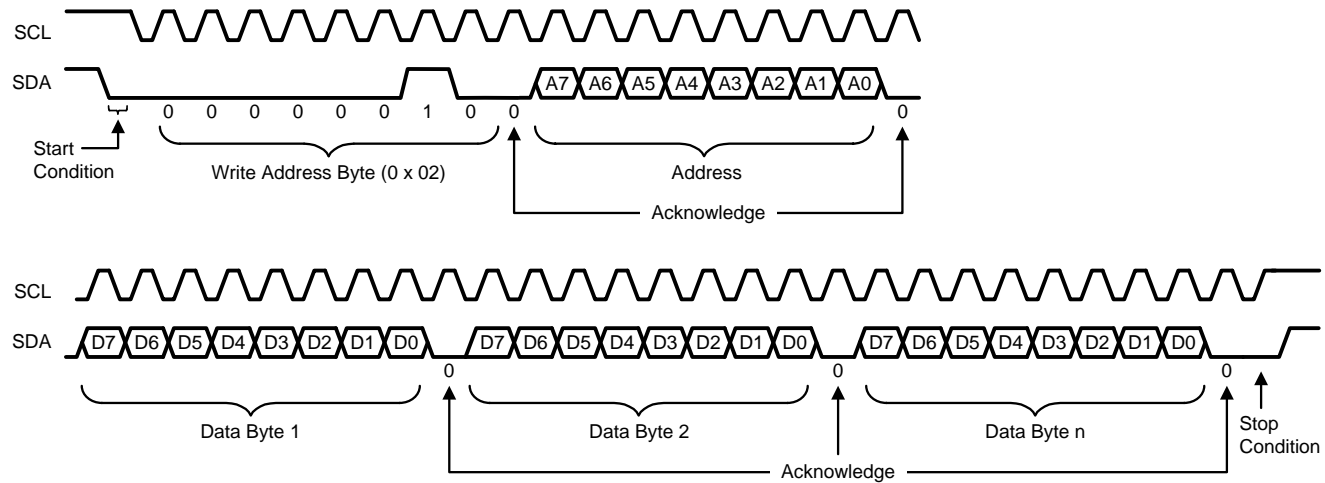 SCL
SDA A7 A6 A5 A4 A3 A2 A1 A0
0 0 0 0 0 0 1 0 0 0
Start
Condition
Write Address Byte (0 x 02)
Address
Acknowledge
SCL
SDA D7 D6 D5 D4 D3 D2 D1 D0 D7 D6 D5 D4 D3 D2 D1 D0 D7 D6 D5 D4 D3 D2 D1 D0
0 0 0
Data Byte 1
Data Byte 2
Data Byte n
Stop
Condition
Acknowledge